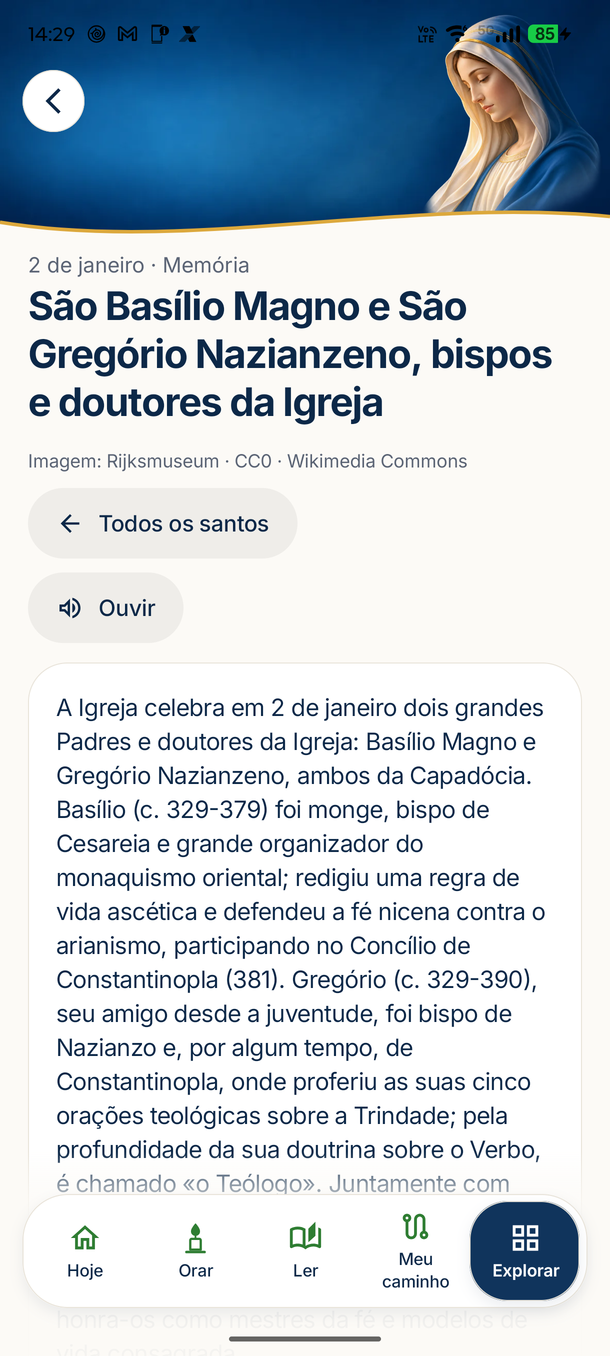 14:29
Vo LTE
5G
85
2 de janeiro · Memória
São Basílio Magno e São
Gregório Nazianzeno, bispos
e doutores da Igreja
Imagem: Rijksmuseum · CC0 · Wikimedia Commons
Todos os santos
Ouvir
A Igreja celebra em 2 de janeiro dois grandes
Padres e doutores da Igreja: Basílio Magno e
Gregório Nazianzeno, ambos da Capadócia.
Basílio (c. 329-379) foi monge, bispo de
Cesareia e grande organizador do
monaquismo oriental; redigiu uma regra de
vida ascética e defendeu a fé nicena contra o
arianismo, participando no Concílio de
Constantinopla (381). Gregório (c. 329-390),
seu amigo desde a juventude, foi bispo de
Nazianzo e, por algum tempo, de
Constantinopla, onde proferiu as suas cinco
orações teológicas sobre a Trindade; pela
profundidade da sua doutrina sobre o Verbo,
é chamado «o Teólogo». Juntamente com
Hoje
Orar
Ler
Meu
caminho
Explorar
honra-os como mestres da fé e modelos de
vida consagrada